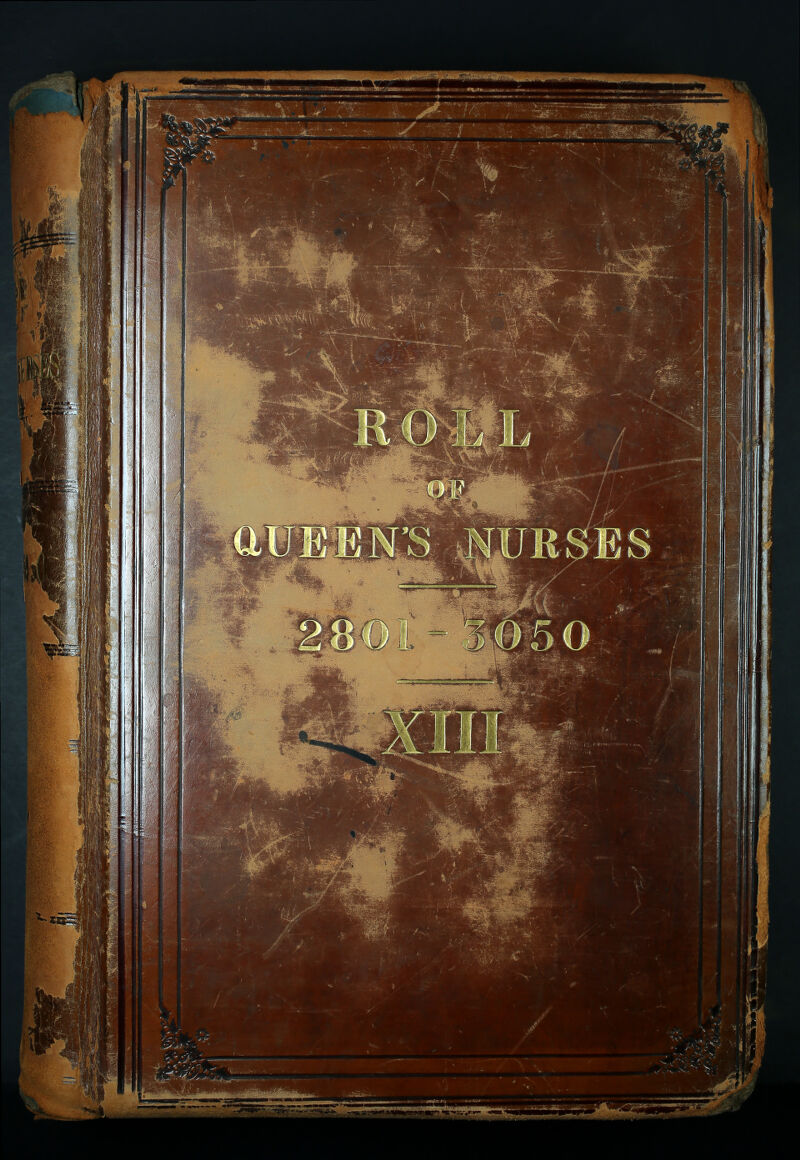 ROLL
OF
QUEEN'S NURSES
2801-3050
XIII